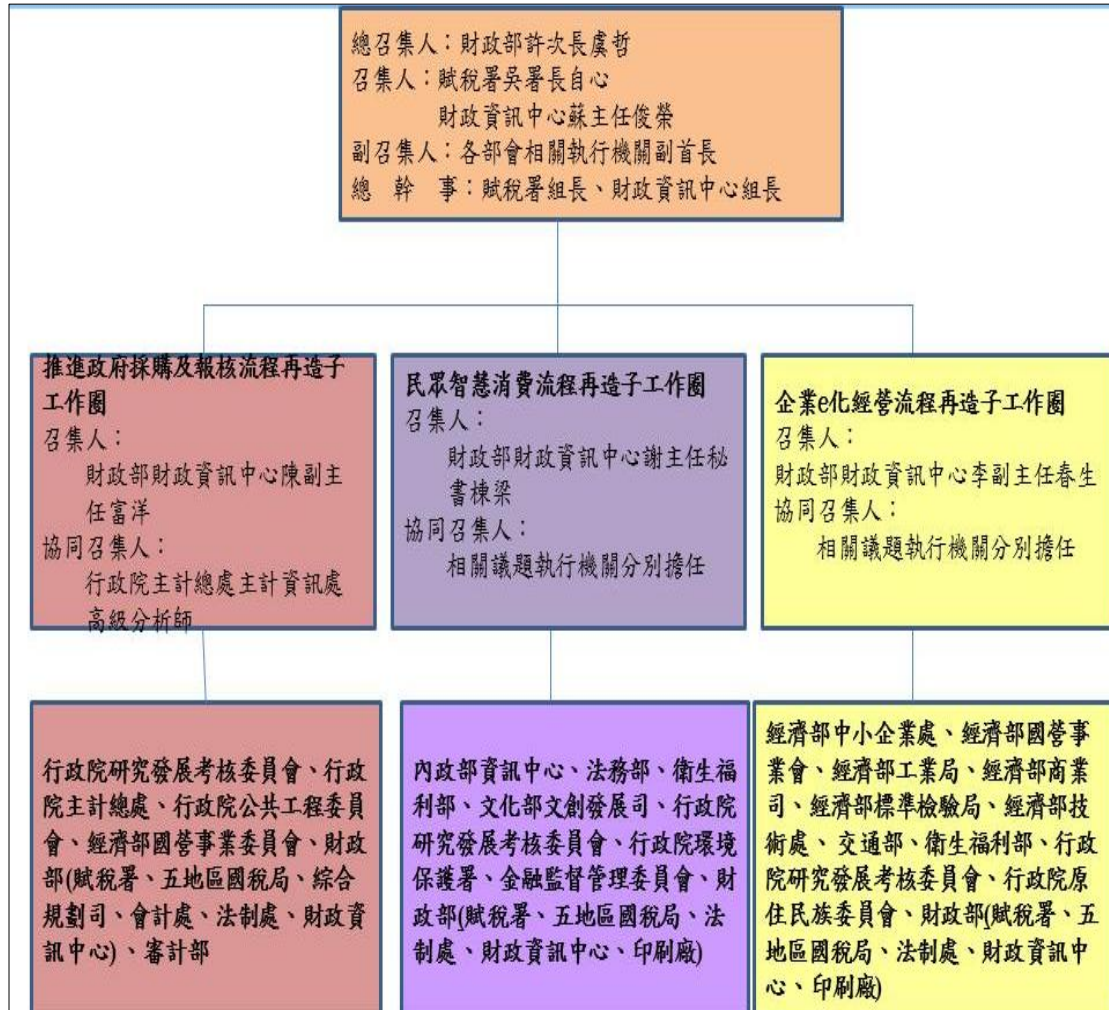 總召集人：財政部許次長虞哲
召集人：賦稅署吳署長自心
財政資訊中心蘇主任俊榮
副召集人：各部會相關執行機關副首長
總　幹　事：賦稅署組長、財政資訊中心組長
推進政府採購及報核流程再造子
工作圈
召集人：
財政部財政資訊中心陳副主
任富洋
協同召集人：
行政院主計總處主計資訊處
高級分析師
民眾智慧消費流程再造子工作圈
召集人：
財政部財政資訊中心謝主任秘
書棟梁
協同召集人：
相關議題執行機關分別擔任
企業e化經營流程再造子工作圈
召集人：
財政部財政資訊中心李副主任春生
協同召集人：
相關議題執行機關分別擔任
行政院研究發展考核委員會、行政
院主計總處、行政院公共工程委員
會、經濟部國營事業委員會、財政
部(賦稅署、五地區國稅局、綜合
規劃司、會計處、法制處、財政資
訊中心)、審計部
內政部資訊中心、法務部、衛生福
利部、文化部文創發展司、行政院
研究發展考核委員會、行政院環境
保護署、金融監督管理委員會、財
政部(賦稅署、五地區國稅局、法
制處、財政資訊中心、印刷廠)
經濟部中小企業處、經濟部國營事
業會、經濟部工業局、經濟部商業
司、經濟部標準檢驗局、經濟部技
術處、交通部、衛生福利部、行政
院研究發展考核委員會、行政院原
住民族委員會、財政部(賦稅署、五
地區國稅局、法制處、財政資訊中
心、印刷廠)